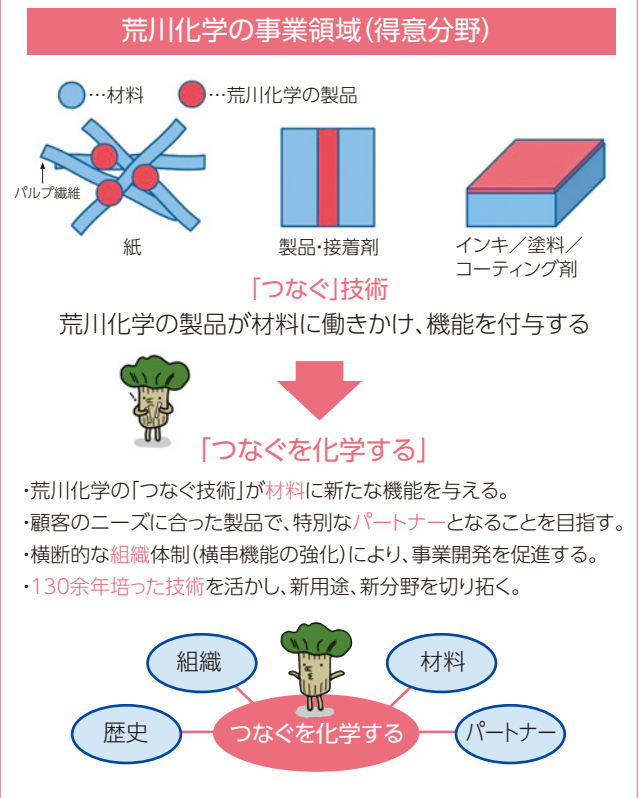 荒川化学の事業領域(得意分野)
…材料 …荒川化学の製品
パルプ繊維
紙
製品・接着剤
インキ／塗料／
コーティング剤
「つなぐ」技術
荒川化学の製品が材料に働きかけ、機能を付与する
「つなぐを化学する」
・荒川化学の「つなぐ技術」が材料に新たな機能を与える。
・顧客のニーズに合った製品で、特別なパートナーとなることを目指す。
・横断的な組織体制(横串機能の強化)により、事業開発を促進する。
・130余年培った技術を活かし、新用途、新分野を切り拓く。
組織
材料
歴史
つなぐを化学する
パートナー